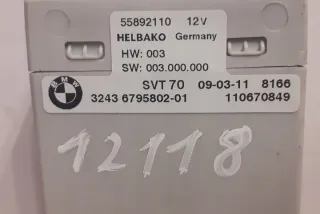 55892110 12V
HELBAKO Germany
HW: 003
SW: 003.000.000
BMW SVT 70 09-03-11 8166
3243 6795802-01 110670849
12118